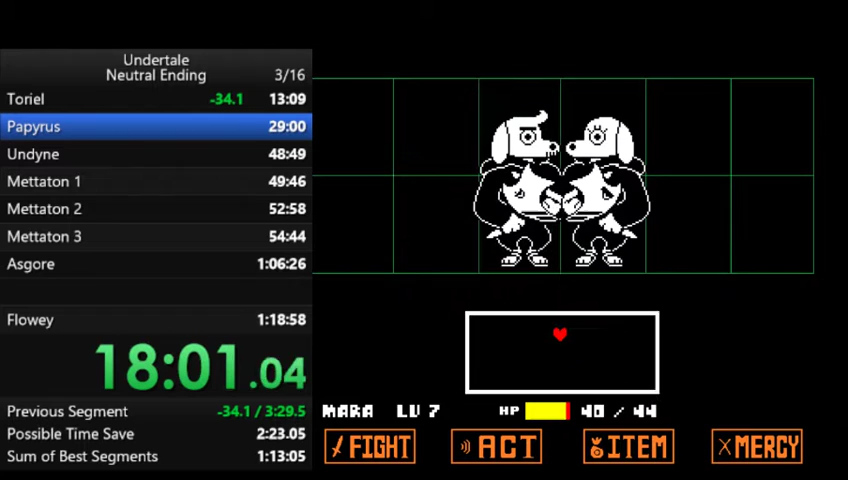 Undertale
Neutral Ending 3/16
Toriel -34.1 13:09
Papyrus 29:00
Undyne 48:49
Mettaton 1 49:46
Mettaton 2 52:58
Mettaton 3 54:44
Asgore 1:06:26
Flowey 1:18:58
18:01.04
Previous Segment -34.1 / 3:29.5
Possible Time Save 2:23.05
Sum of Best Segments 1:13:05
MARA LV 7 HP 40 / 44
FIGHT ACT ITEM MERCY